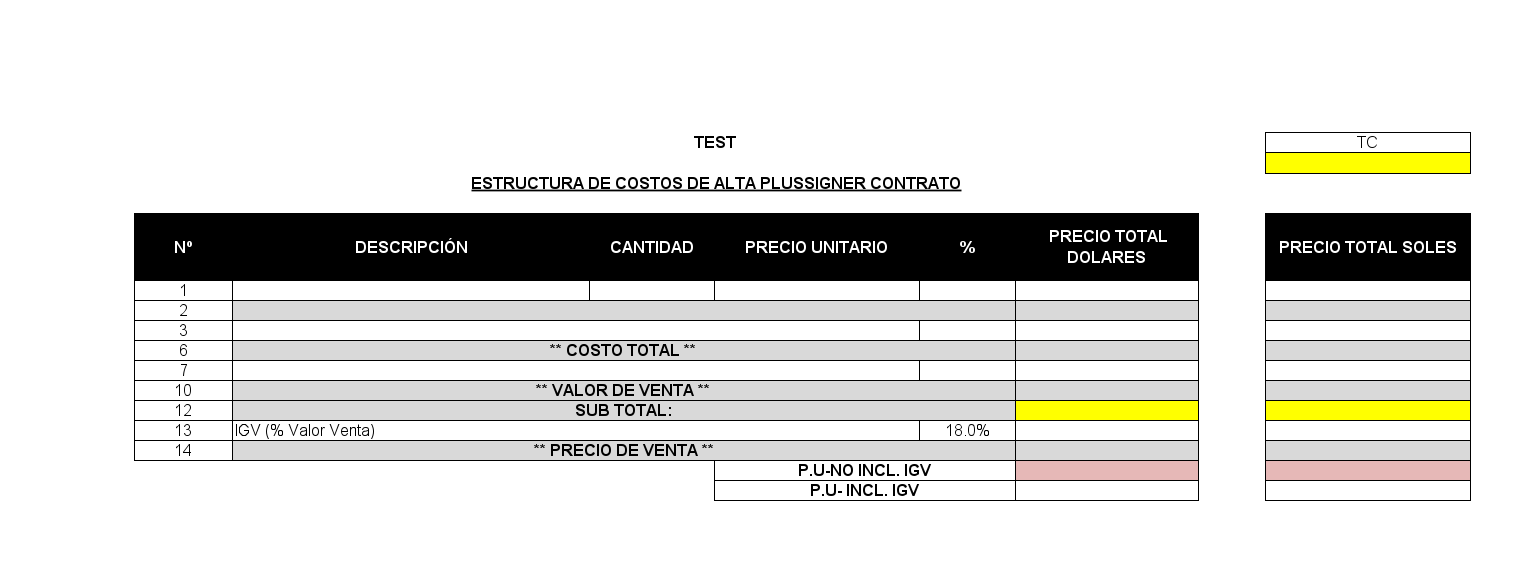 TEST
TC
ESTRUCTURA DE COSTOS DE ALTA PLUSSIGNER CONTRATO
Nº DESCRIPCIÓN CANTIDAD PRECIO UNITARIO % PRECIO TOTAL DOLARES PRECIO TOTAL SOLES
1
2
3
6 ** COSTO TOTAL **
7
10 ** VALOR DE VENTA **
12 SUB TOTAL:
13 IGV (% Valor Venta) 18.0%
14 ** PRECIO DE VENTA **
P.U-NO INCL. IGV
P.U- INCL. IGV